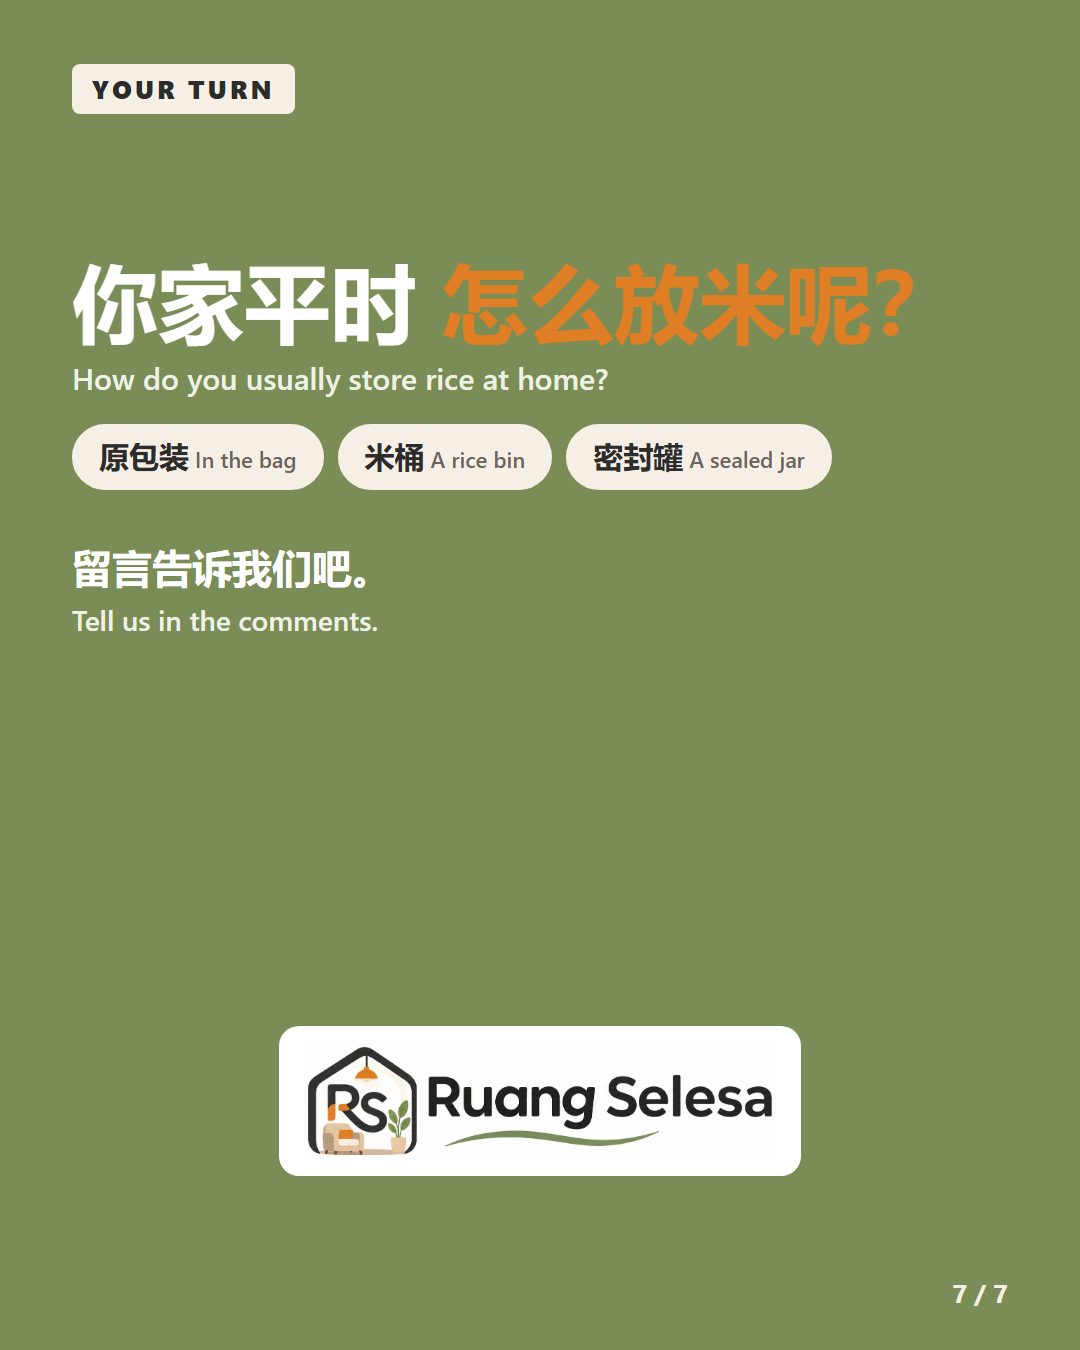 YOUR TURN
你家平时 怎么放米呢?
How do you usually store rice at home?
原包装 In the bag
米桶 A rice bin
密封罐 A sealed jar
留言告诉我们吧。
Tell us in the comments.
RS
Ruang Selesa
7 / 7